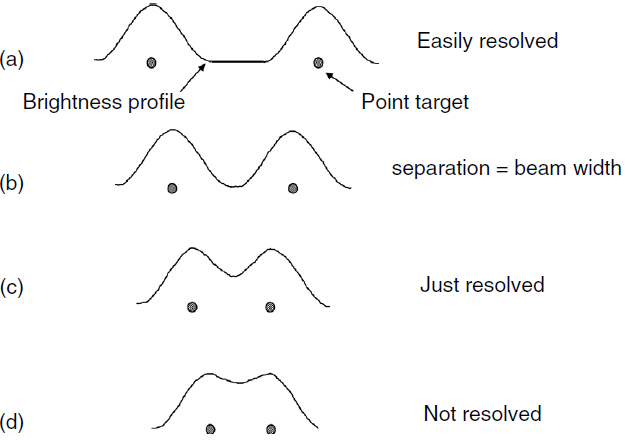 (a)
Easily resolved
Brightness profile
Point target
(b)
separation = beam width
(c)
Just resolved
(d)
Not resolved